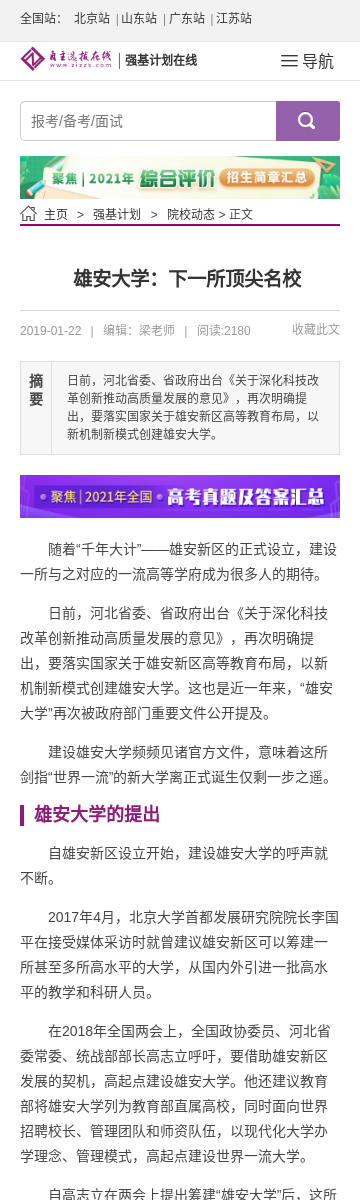 全国站： 北京站 | 山东站 | 广东站 | 江苏站
自主选拔在线 | 强基计划在线 导航
www.zizzs.com
报考/备考/面试
聚焦 | 2021年 综合评价 招生简章汇总
主页 > 强基计划 > 院校动态 > 正文
雄安大学：下一所顶尖名校
2019-01-22 | 编辑：梁老师 | 阅读:2180 收藏此文
摘要
日前，河北省委、省政府出台《关于深化科技改
革创新推动高质量发展的意见》，再次明确提
出，要落实国家关于雄安新区高等教育布局，以
新机制新模式创建雄安大学。
聚焦 | 2021年全国 高考真题及答案汇总
随着“千年大计”——雄安新区的正式设立，建设
一所与之对应的一流高等学府成为很多人的期待。
日前，河北省委、省政府出台《关于深化科技
改革创新推动高质量发展的意见》，再次明确提
出，要落实国家关于雄安新区高等教育布局，以新
机制新模式创建雄安大学。这也是近一年来，“雄安
大学”再次被政府部门重要文件公开提及。
建设雄安大学频频见诸官方文件，意味着这所
剑指“世界一流”的新大学离正式诞生仅剩一步之遥。
雄安大学的提出
自雄安新区设立开始，建设雄安大学的呼声就
不断。
2017年4月，北京大学首都发展研究院院长李国
平在接受媒体采访时就曾建议雄安新区可以筹建一
所甚至多所高水平的大学，从国内外引进一批高水
平的教学和科研人员。
在2018年全国两会上，全国政协委员、河北省
委常委、统战部部长高志立呼吁，要借助雄安新区
发展的契机，高起点建设雄安大学。他还建议教育
部将雄安大学列为教育部直属高校，同时面向世界
招聘校长、管理团队和师资队伍，以现代化大学办
学理念、管理模式，高起点建设世界一流大学。
自高志立在两会上提出筹建“雄安大学”后，这所